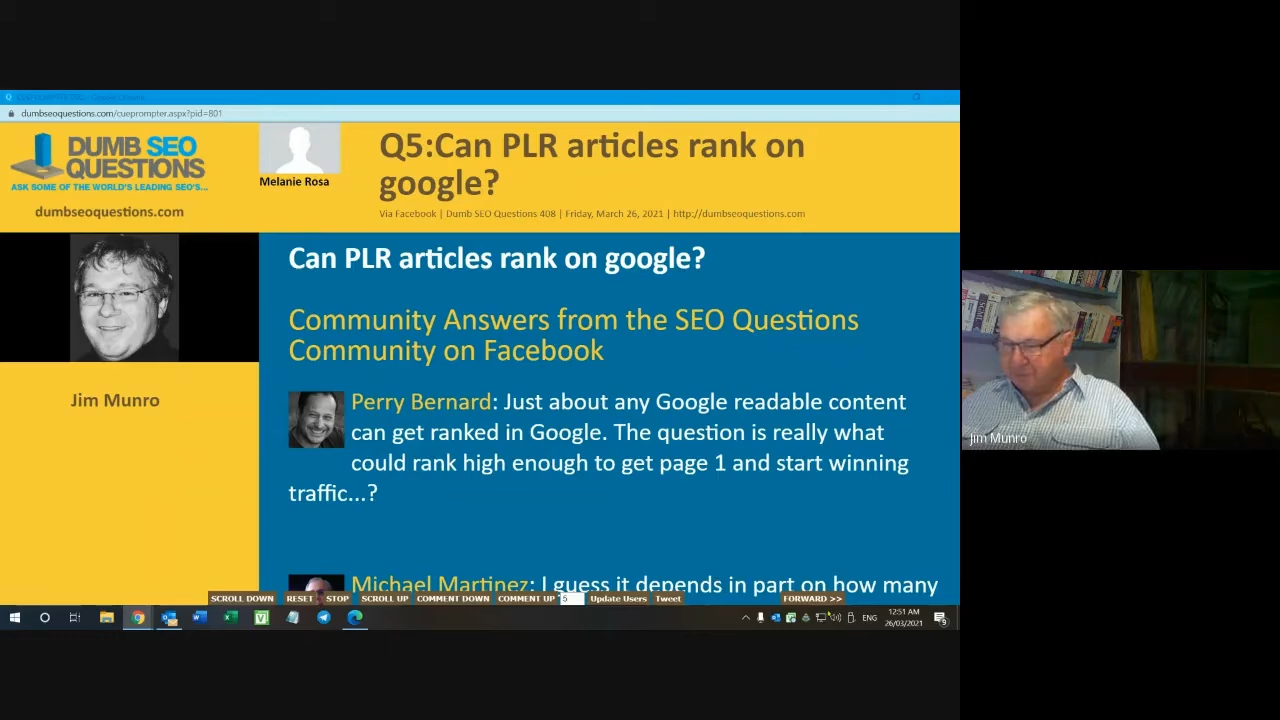 dumbseoquestions.com/cueprompter.aspx?pid=801
DUMB SEO
QUESTIONS
ASK SOME OF THE WORLD'S LEADING SEO'S...
dumbseoquestions.com
Melanie Rosa
Q5:Can PLR articles rank on
google?
Via Facebook | Dumb SEO Questions 408 | Friday, March 26, 2021 | http://dumbseoquestions.com
Jim Munro
Can PLR articles rank on google?
Community Answers from the SEO Questions
Community on Facebook
Perry Bernard: Just about any Google readable content
can get ranked in Google. The question is really what
could rank high enough to get page 1 and start winning
traffic...?
Michael Martinez: I guess it depends in part on how many
SCROLL DOWN RESET STOP SCROLL UP COMMENT DOWN COMMENT UP 5 Update Users Tweet FORWARD >>
ENG
12:51 AM
26/03/2021
Jim Munro